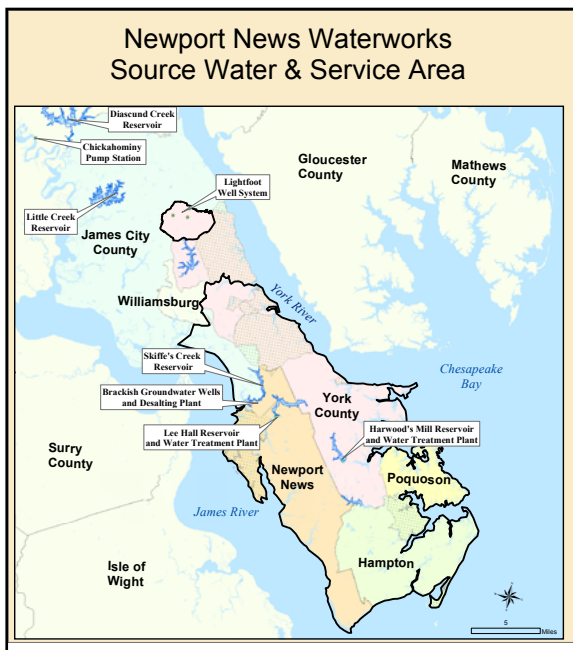 Newport News Waterworks
Source Water & Service Area
Diascund Creek
Reservoir
Chickahominy
Pump Station
Gloucester
County
Mathews
County
Lightfoot
Well System
Little Creek
Reservoir
James City
County
Williamsburg
York River
Skiffe's Creek
Reservoir
Chesapeake
Bay
Brackish Groundwater Wells
and Desalting Plant
York
County
Lee Hall Reservoir
and Water Treatment Plant
Harwood's Mill Reservoir
and Water Treatment Plant
Surry
County
Newport
News
Poquoson
James River
Isle of
Wight
Hampton
5
Miles